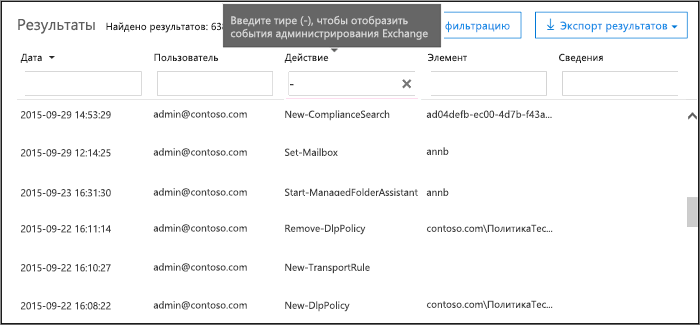 Результаты
Найдено результатов: 63
Введите тире (-), чтобы отобразить
события администрирования Exchange
фильтрацию
Экспорт результатов
Дата Пользователь Действие Элемент Сведения
-
2015-09-29 14:53:29 admin@contoso.com New-ComplianceSearch ad04defb-ec00-4d7b-f43a...
2015-09-29 12:14:25 admin@contoso.com Set-Mailbox annb
2015-09-23 16:31:30 admin@contoso.com Start-ManagedFolderAssistant annb
2015-09-22 16:11:14 admin@contoso.com Remove-DlpPolicy contoso.com\ПолитикаТес...
2015-09-22 16:10:27 admin@contoso.com New-TransportRule
2015-09-22 16:08:22 admin@contoso.com New-DlpPolicy contoso.com\ПолитикаТес...